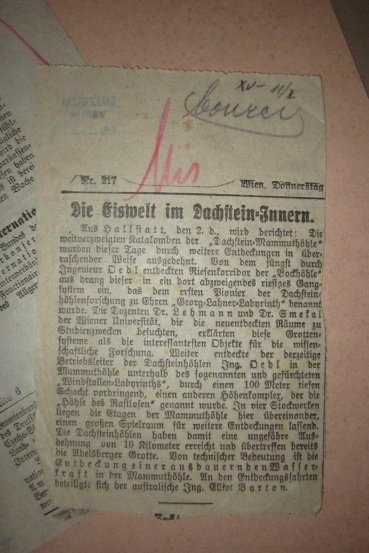 XV-11/2
Nr. 217 Wien, Donnerstag
Die Eiswelt im Dachstein-Innern.
Aus Hallstatt, den 2. d., wird berichtet: Die
weitverzweigten Katakomben der „Dachstein-Mammuthöhle“
wurden dieser Tage durch weitere Entdeckungen in über-
raschender Weise ausgedehnt. Von dem jüngst durch
Ingenieur Oedl entdeckten Riesenkorridor der „Bockhöhle“
aus drang dieser in ein dort abzweigendes riesiges Gang-
system ein, das dem ersten Pionier der Dachstein-
höhlenforschung zu Ehren „Georg-Lahner-Labyrinth“ benannt
wurde. Die Dozenten Dr. Lehmann und Dr. Smekal
der Wiener Universität, die die neuentdeckten Räume zu
Studienzwecken besuchten, erklärten diese Grotten-
systeme als die interessantesten Objekte für die wissen-
schaftliche Forschung. Weiter entdeckte der derzeitige
Betriebsleiter der Dachsteinhöhlen Ing. Oedl in der
Mammuthöhle unterhalb des sogenannten und gefürchteten
„Windstollen-Labyrinths“, durch einen 100 Meter tiefen
Schacht vordringend, einen anderen Höhlenkomplex, der die
„Höhle des Rastlosen“ genannt wurde. In vier Stockwerken
liegen die Etagen der Mammuthöhle hier übereinander,
einen großen Spielraum für weitere Entdeckungen lassend.
Die Dachsteinhöhlen haben damit eine ungefähre Aus-
dehnung von 10 Kilometer erreicht und übertreffen bereits
die Adelsberger Grotte. Von technischer Bedeutung ist die
Entdeckung einer ausdauernden Wasser-
kraft in der Mammuthöhle. An den Entdeckungsfahrten
beteiligt sich der australische Ing. Elliot Barton.